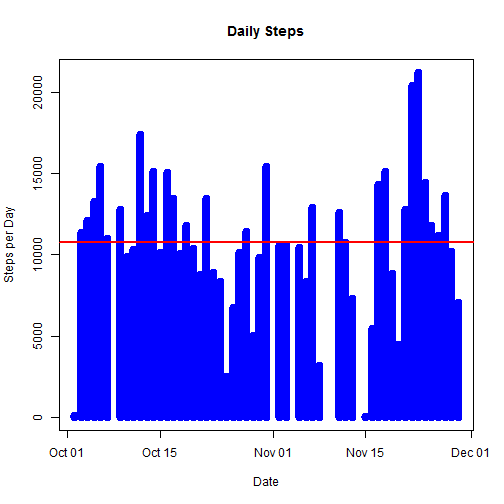 Daily Steps
Steps per Day
20000
15000
10000
5000
0
Oct 01 Oct 15 Nov 01 Nov 15 Dec 01
Date